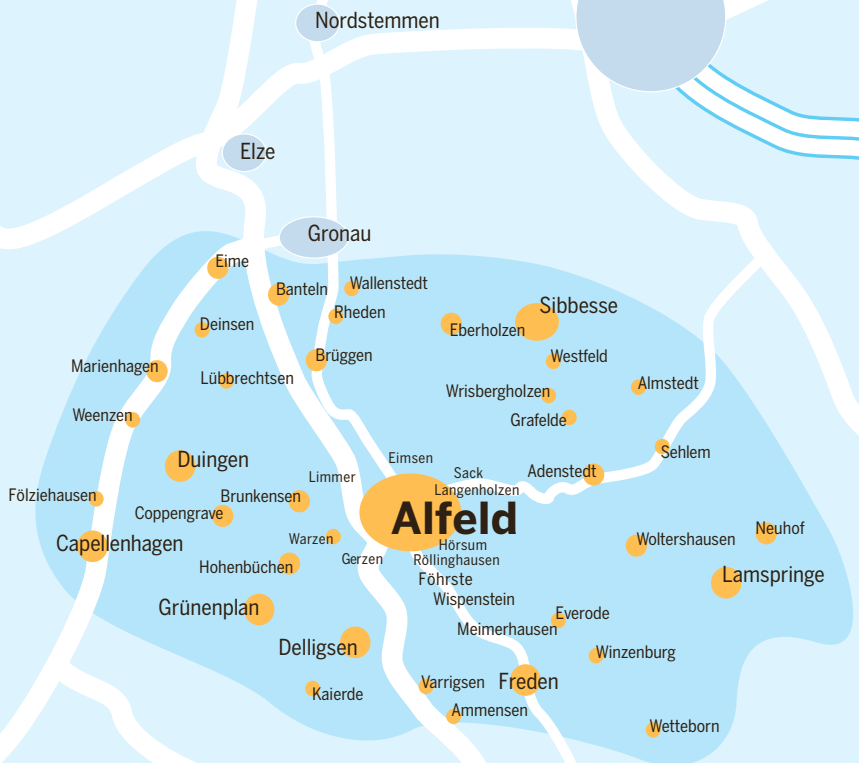 Nordstemmen
Elze
Gronau
Eime
Banteln
Wallenstedt
Rheden
Sibbesse
Deinsen
Eberholzen
Brüggen
Westfeld
Marienhagen
Lübbrechtsen
Wrisbergholzen
Almstedt
Weenzen
Grafelde
Sehlem
Duingen
Eimsen
Limmer
Sack
Adenstedt
Fölziehausen
Brunkensen
Langenholzen
Coppengrave
Alfeld
Capellenhagen
Warzen
Hörsum
Woltershausen
Neuhof
Gerzen
Röllinghausen
Hohenbüchen
Föhrste
Lamspringe
Grünenplan
Wispenstein
Everode
Meimerhausen
Delligsen
Winzenburg
Kaierde
Varrigsen
Freden
Ammensen
Wetteborn